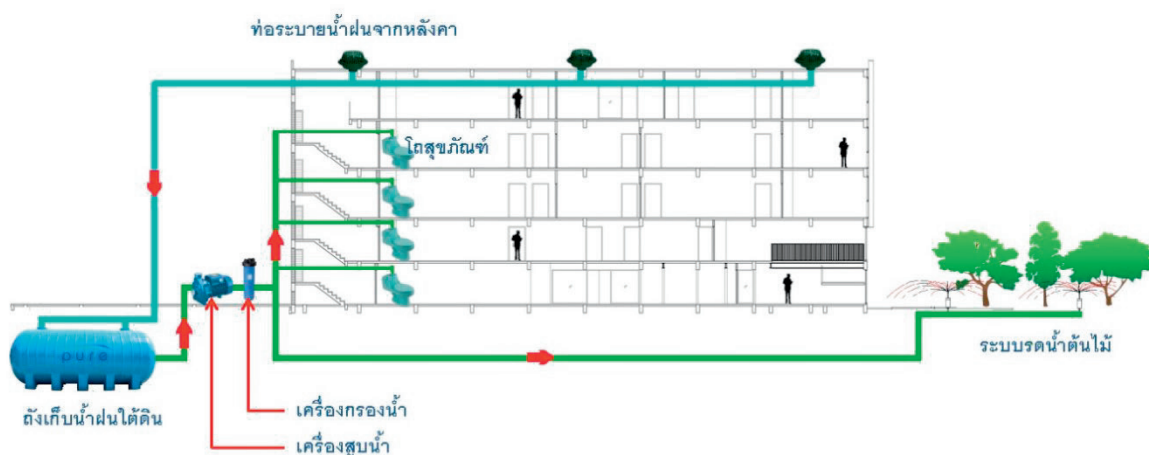 ท่อระบายน้ำฝนจากหลังคา
โถสุขภัณฑ์
ระบบรดน้ำต้นไม้
pura
ถังเก็บน้ำฝนใต้ดิน
เครื่องกรองน้ำ
เครื่องสูบน้ำ